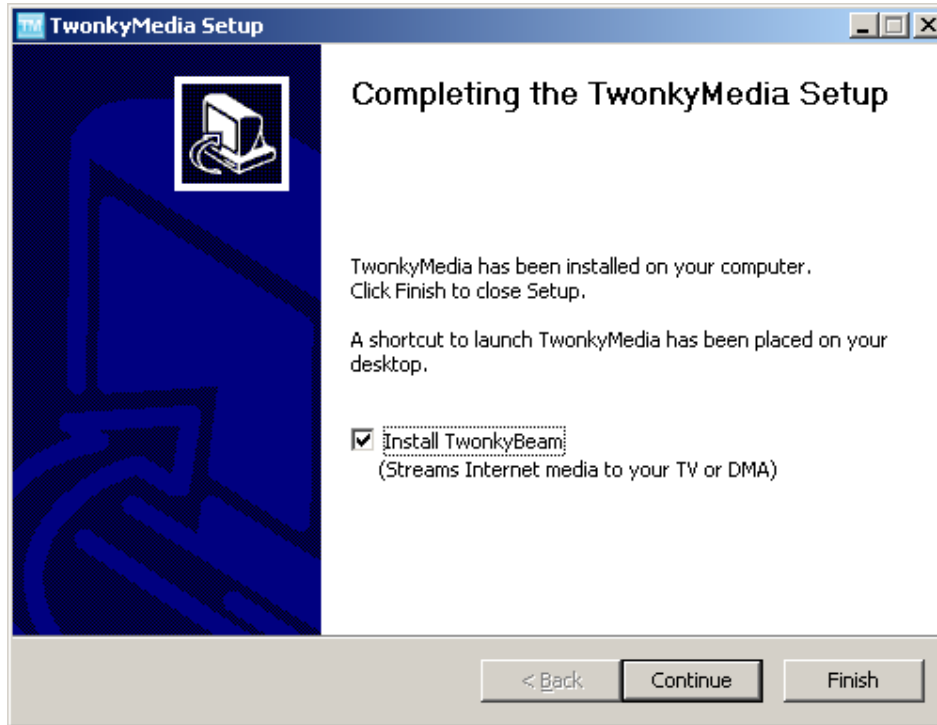 TM TwonkyMedia Setup
Completing the TwonkyMedia Setup
TwonkyMedia has been installed on your computer.
Click Finish to close Setup.
A shortcut to launch TwonkyMedia has been placed on your
desktop.
Install TwonkyBeam
(Streams Internet media to your TV or DMA)
< Back
Continue
Finish